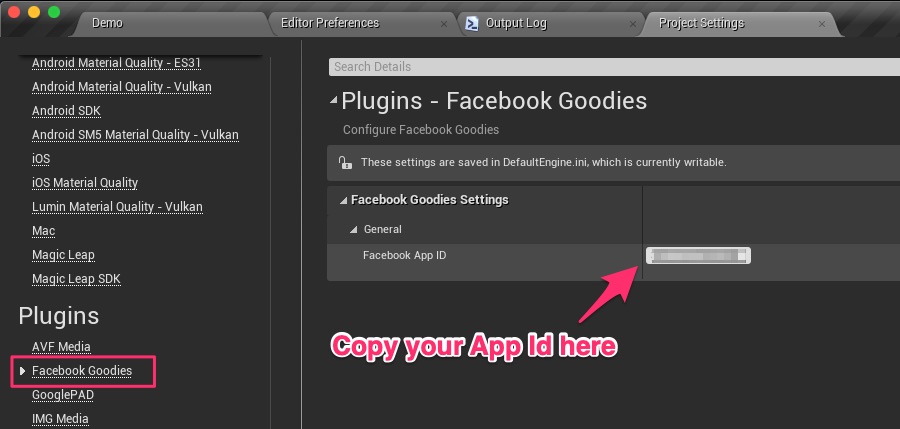 Demo
Editor Preferences
Output Log
Project Settings
Android Material Quality - ES31
Android Material Quality - Vulkan
Android SDK
Android SM5 Material Quality - Vulkan
iOS
iOS Material Quality
Lumin Material Quality - Vulkan
Mac
Magic Leap
Magic Leap SDK
Plugins
AVF Media
Facebook Goodies
GooglePAD
IMG Media
Search Details
Plugins - Facebook Goodies
Configure Facebook Goodies
These settings are saved in DefaultEngine.ini, which is currently writable.
Facebook Goodies Settings
General
Facebook App ID
Copy your App Id here